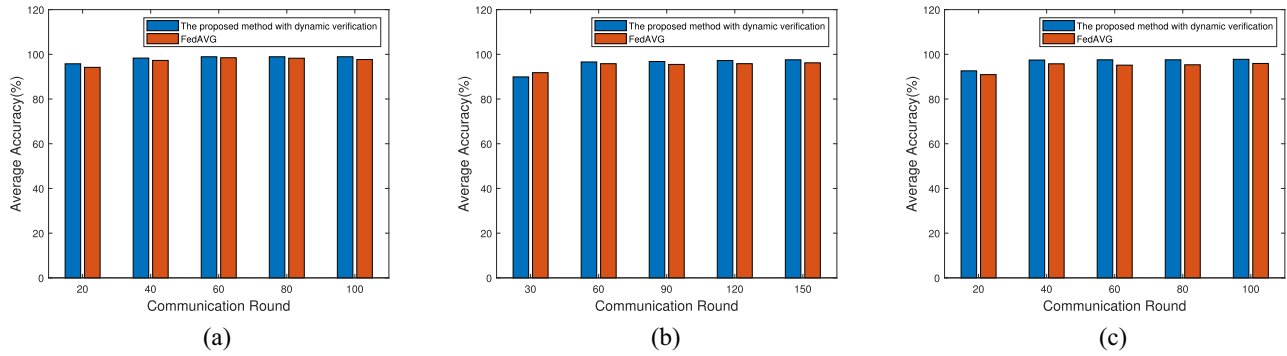 120
100
80
60
40
20
0
Average Accuracy(%)
The proposed method with dynamic verification
FedAVG
20 40 60 80 100
Communication Round
(a)
120
100
80
60
40
20
0
Average Accuracy(%)
The proposed method with dynamic verification
FedAVG
30 60 90 120 150
Communication Round
(b)
120
100
80
60
40
20
0
Average Accuracy(%)
The proposed method with dynamic verification
FedAVG
20 40 60 80 100
Communication Round
(c)